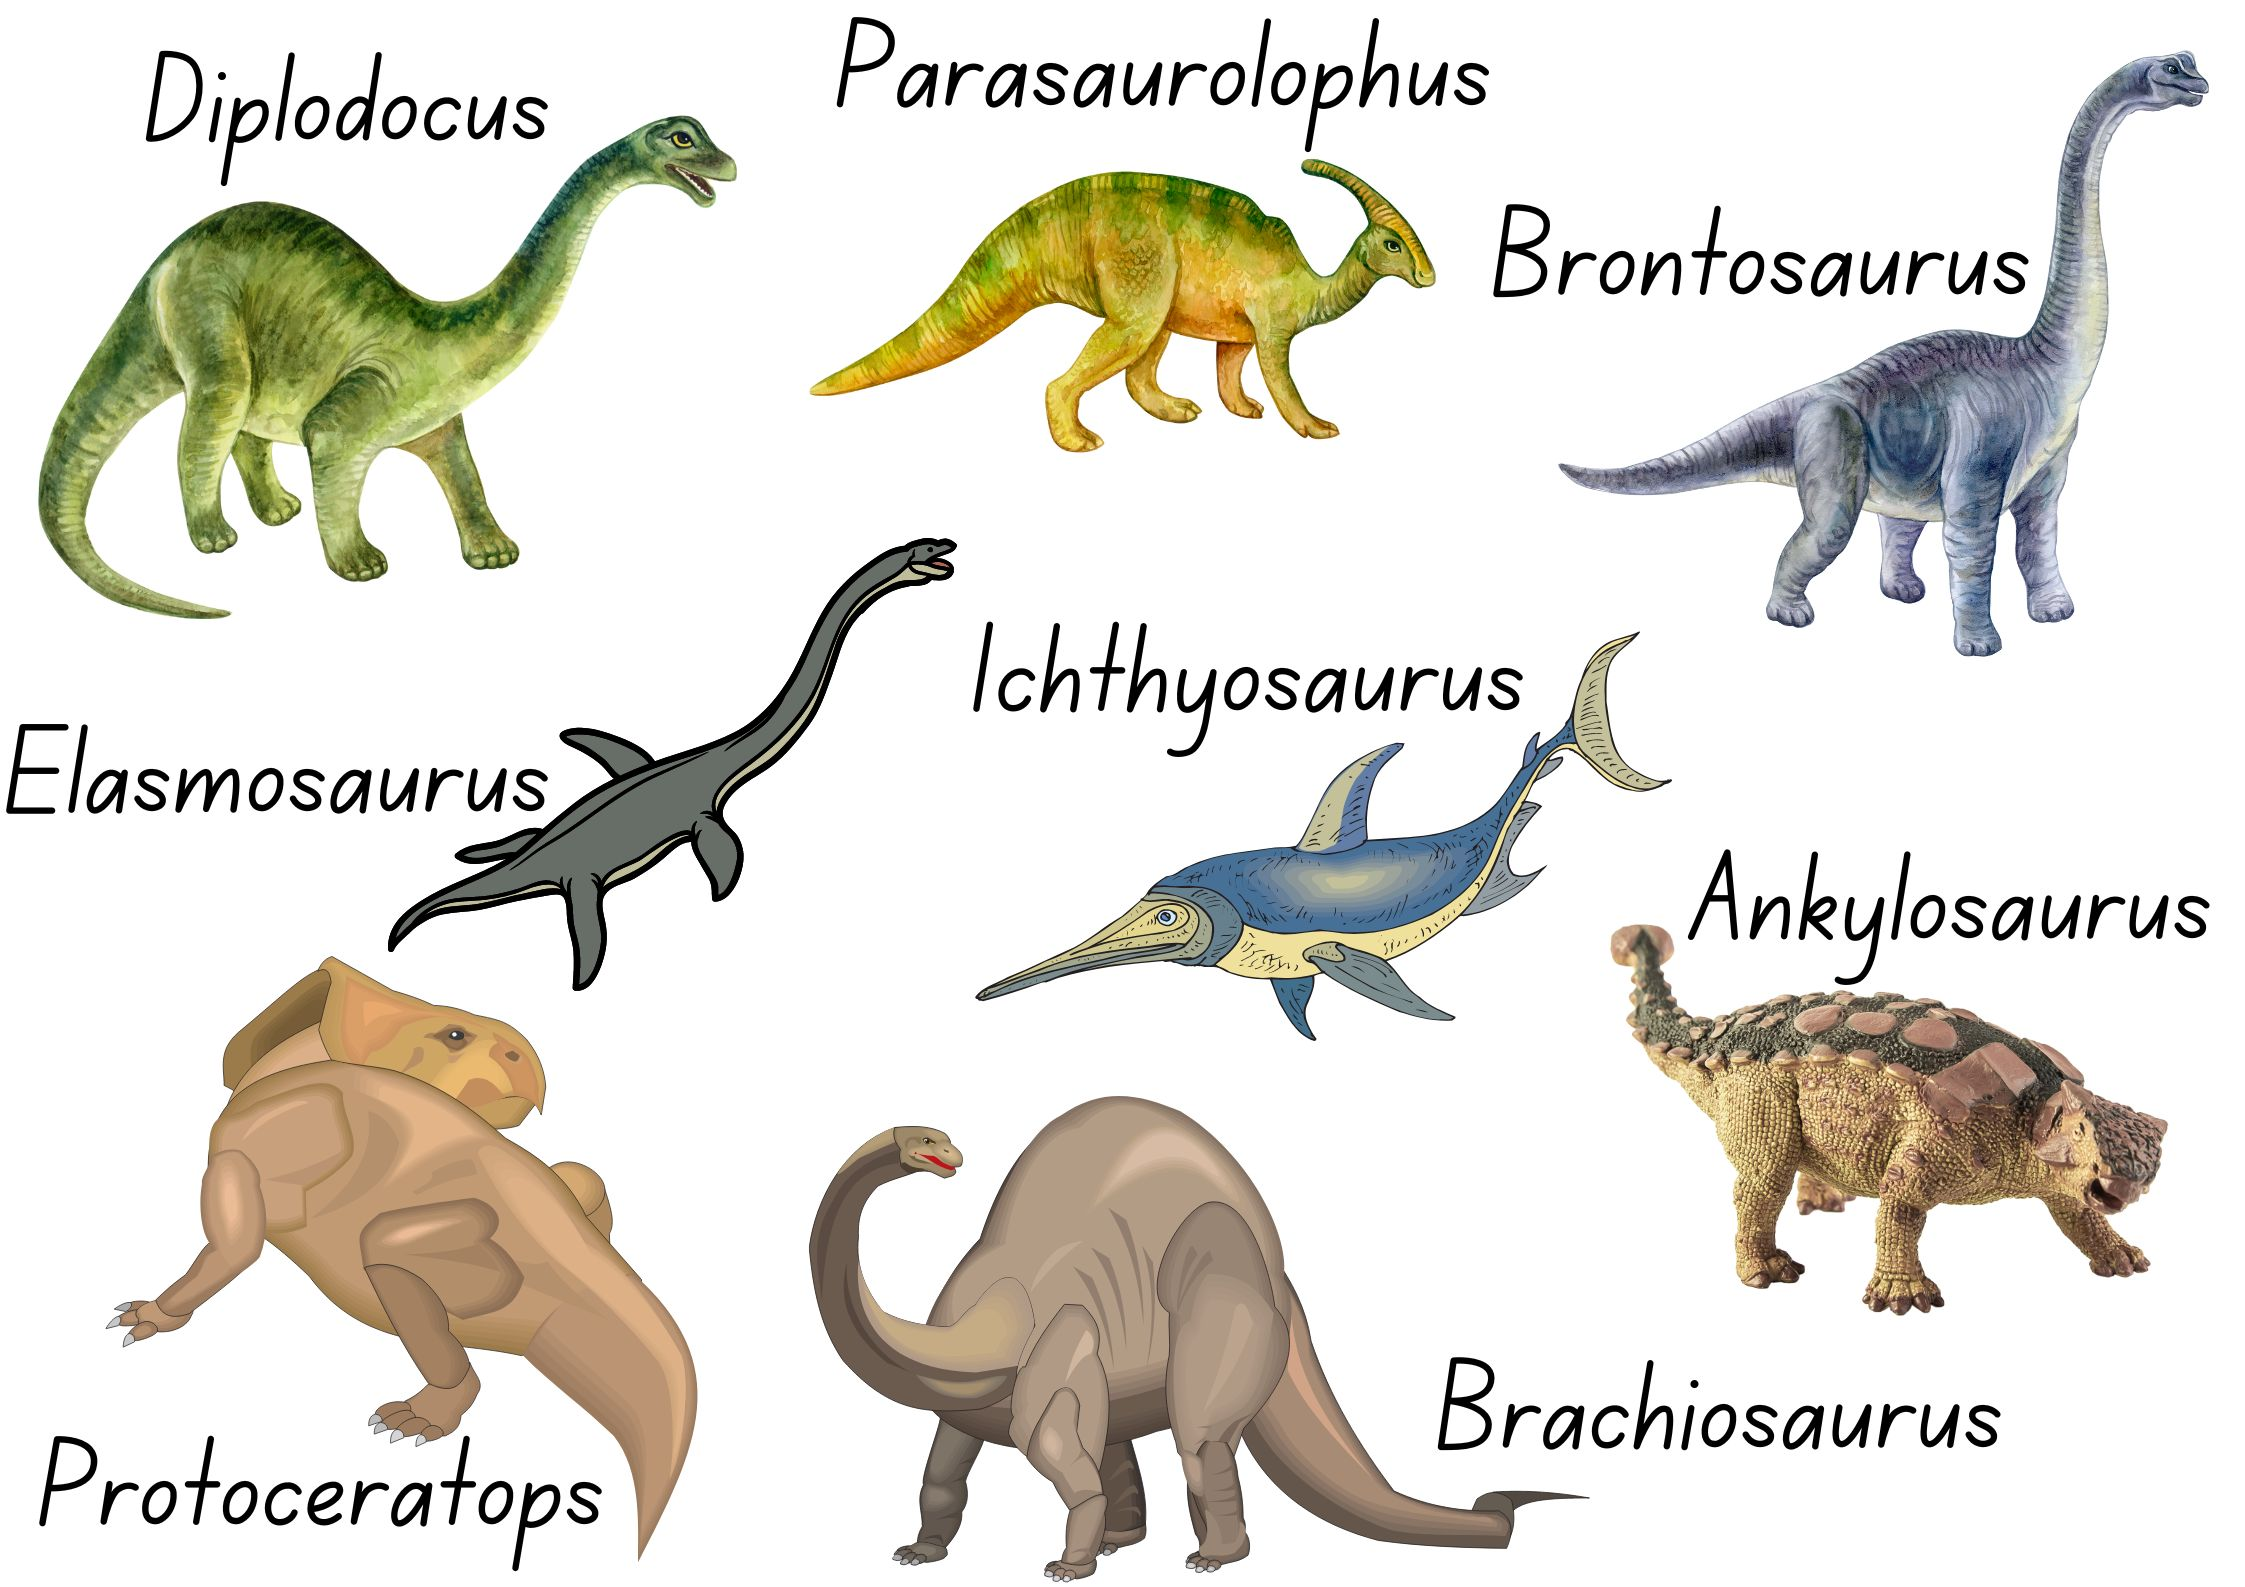 Diplodocus
Parasaurolophus
Brontosaurus
Ichthyosaurus
Elasmosaurus
Ankylosaurus
Brachiosaurus
Protoceratops